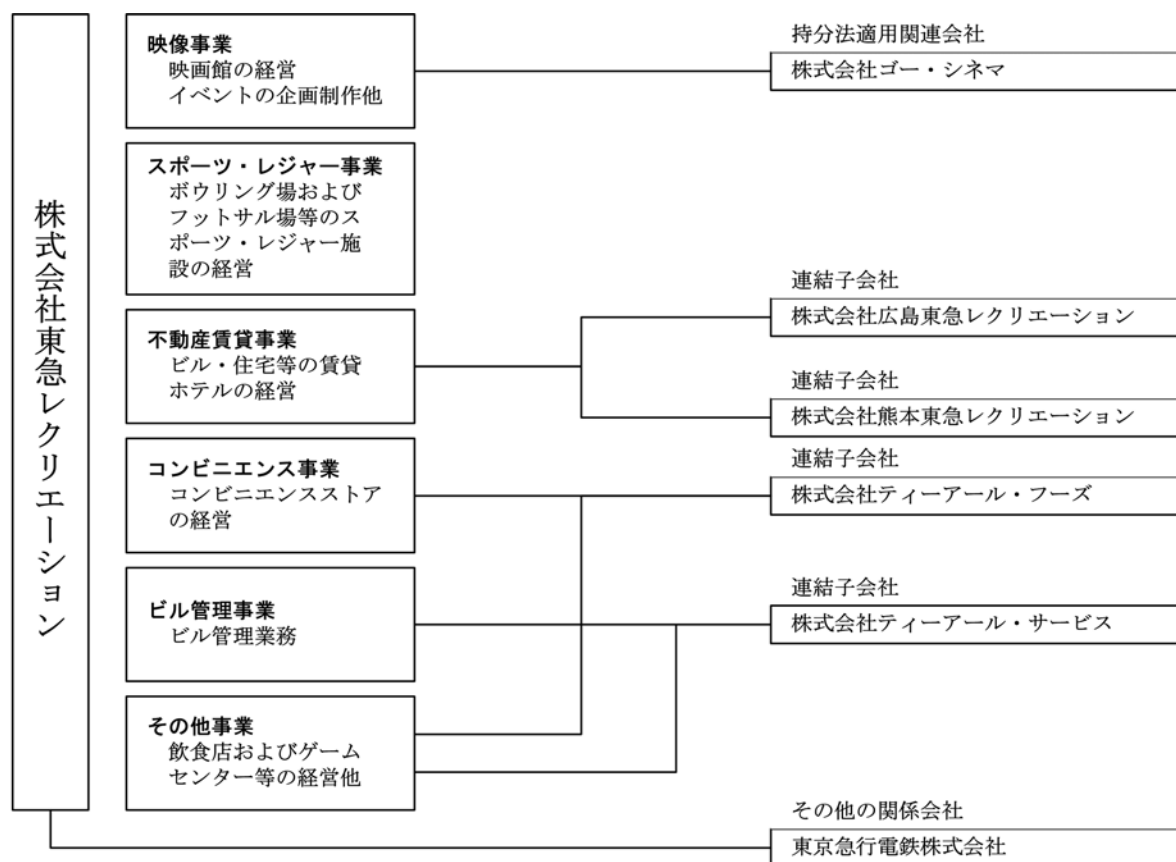 株式会社東急レクリエーション
映像事業
映画館の経営
イベントの企画制作他
持分法適用関連会社
株式会社ゴー・シネマ
スポーツ・レジャー事業
ボウリング場および
フットサル場等のス
ポーツ・レジャー施
設の経営
不動産賃貸事業
ビル・住宅等の賃貸
ホテルの経営
連結子会社
株式会社広島東急レクリエーション
連結子会社
株式会社熊本東急レクリエーション
コンビニエンス事業
コンビニエンスストア
の経営
連結子会社
株式会社ティーアール・フーズ
ビル管理事業
ビル管理業務
連結子会社
株式会社ティーアール・サービス
その他事業
飲食店およびゲーム
センター等の経営他
その他の関係会社
東京急行電鉄株式会社